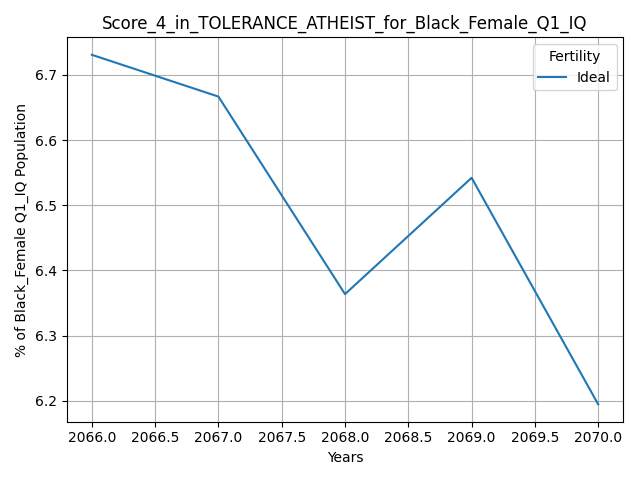 Score_4_in_TOLERANCE_ATHEIST_for_Black_Female_Q1_IQ
Fertility
Ideal
% of Black_Female Q1_IQ Population
6.7
6.6
6.5
6.4
6.3
6.2
2066.0 2066.5 2067.0 2067.5 2068.0 2068.5 2069.0 2069.5 2070.0
Years